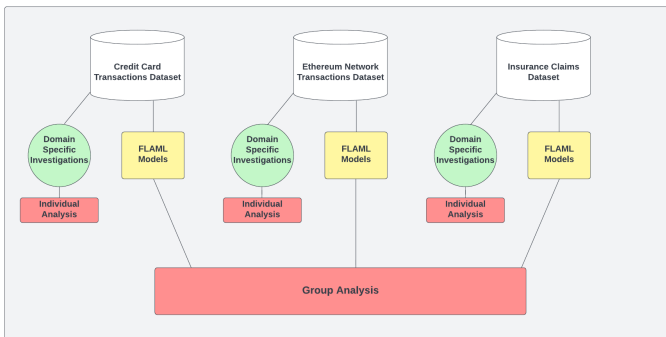 Credit Card
Transactions Dataset
Ethereum Network
Transactions Dataset
Insurance Claims
Dataset
Domain
Specific
Investigations
FLAML
Models
Domain
Specific
Investigations
FLAML
Models
Domain
Specific
Investigations
FLAML
Models
Individual
Analysis
Individual
Analysis
Individual
Analysis
Group Analysis